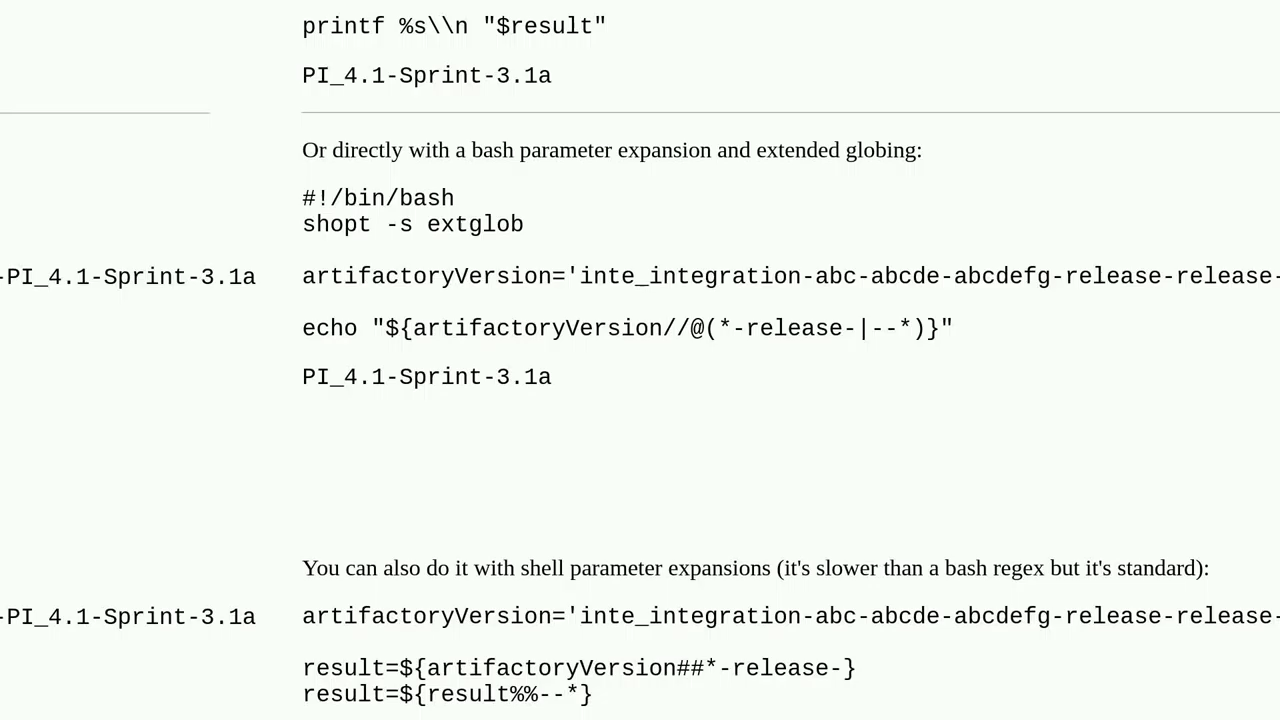 printf %s\\n "$result"
PI_4.1-Sprint-3.1a
Or directly with a bash parameter expansion and extended globing:
#!/bin/bash
shopt -s extglob
-PI_4.1-Sprint-3.1a
artifactoryVersion='inte_integration-abc-abcde-abcdefg-release-release-
echo "${artifactoryVersion//@(*-release-|--*)}"
PI_4.1-Sprint-3.1a
You can also do it with shell parameter expansions (it's slower than a bash regex but it's standard):
-PI_4.1-Sprint-3.1a
artifactoryVersion='inte_integration-abc-abcde-abcdefg-release-release-
result=${artifactoryVersion##*-release-}
result=${result%%--*}